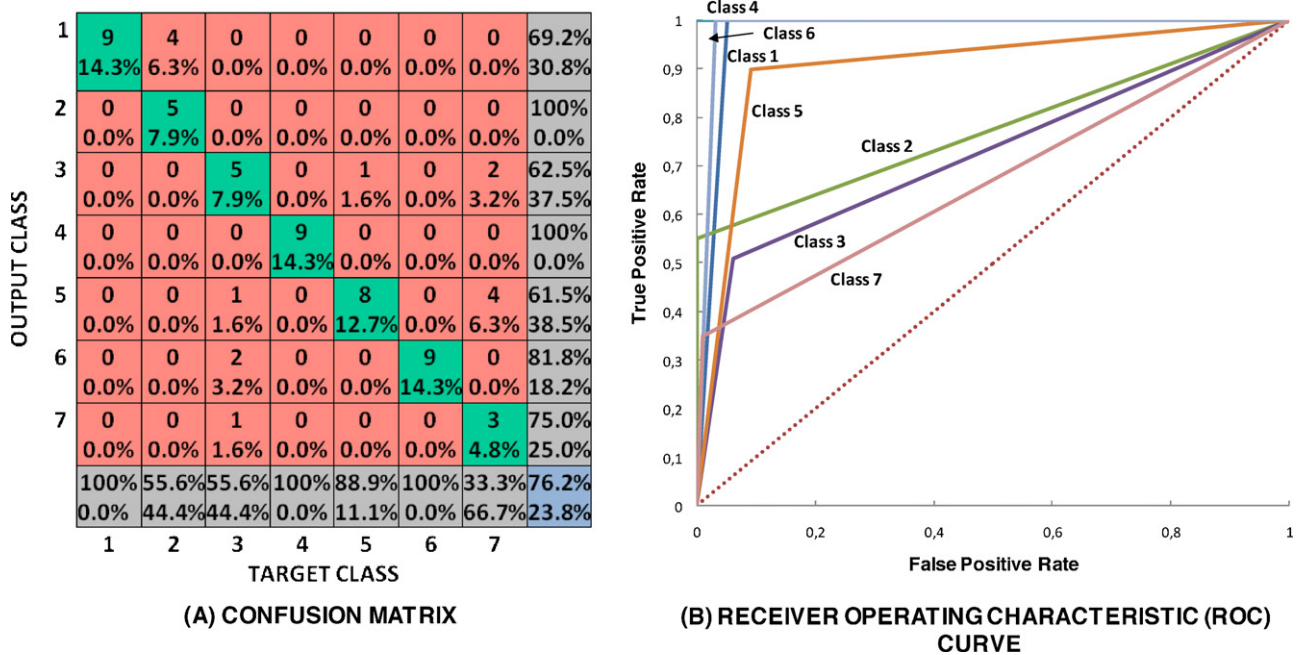 1
9 4 0 0 0 0 0 69.2%
14.3% 6.3% 0.0% 0.0% 0.0% 0.0% 0.0% 30.8%
2
0 5 0 0 0 0 0 100%
0.0% 7.9% 0.0% 0.0% 0.0% 0.0% 0.0% 0.0%
3
0 0 5 0 1 0 2 62.5%
0.0% 0.0% 7.9% 0.0% 1.6% 0.0% 3.2% 37.5%
4
0 0 0 9 0 0 0 100%
0.0% 0.0% 0.0% 14.3% 0.0% 0.0% 0.0% 0.0%
5
0 0 1 0 8 0 4 61.5%
0.0% 0.0% 1.6% 0.0% 12.7% 0.0% 6.3% 38.5%
6
0 0 2 0 0 9 0 81.8%
0.0% 0.0% 3.2% 0.0% 0.0% 14.3% 0.0% 18.2%
7
0 0 1 0 0 0 3 75.0%
0.0% 0.0% 1.6% 0.0% 0.0% 0.0% 4.8% 25.0%
100% 55.6% 55.6% 100% 88.9% 100% 33.3% 76.2%
0.0% 44.4% 44.4% 0.0% 11.1% 0.0% 66.7% 23.8%
1 2 3 4 5 6 7
OUTPUT CLASS
TARGET CLASS
(A) CONFUSION MATRIX
Class 4
Class 6
Class 1
Class 5
Class 2
Class 3
Class 7
1
0,9
0,8
0,7
0,6
0,5
0,4
0,3
0,2
0,1
0
True Positive Rate
0 0,2 0,4 0,6 0,8 1
False Positive Rate
(B) RECEIVER OPERATING CHARACTERISTIC (ROC)
CURVE